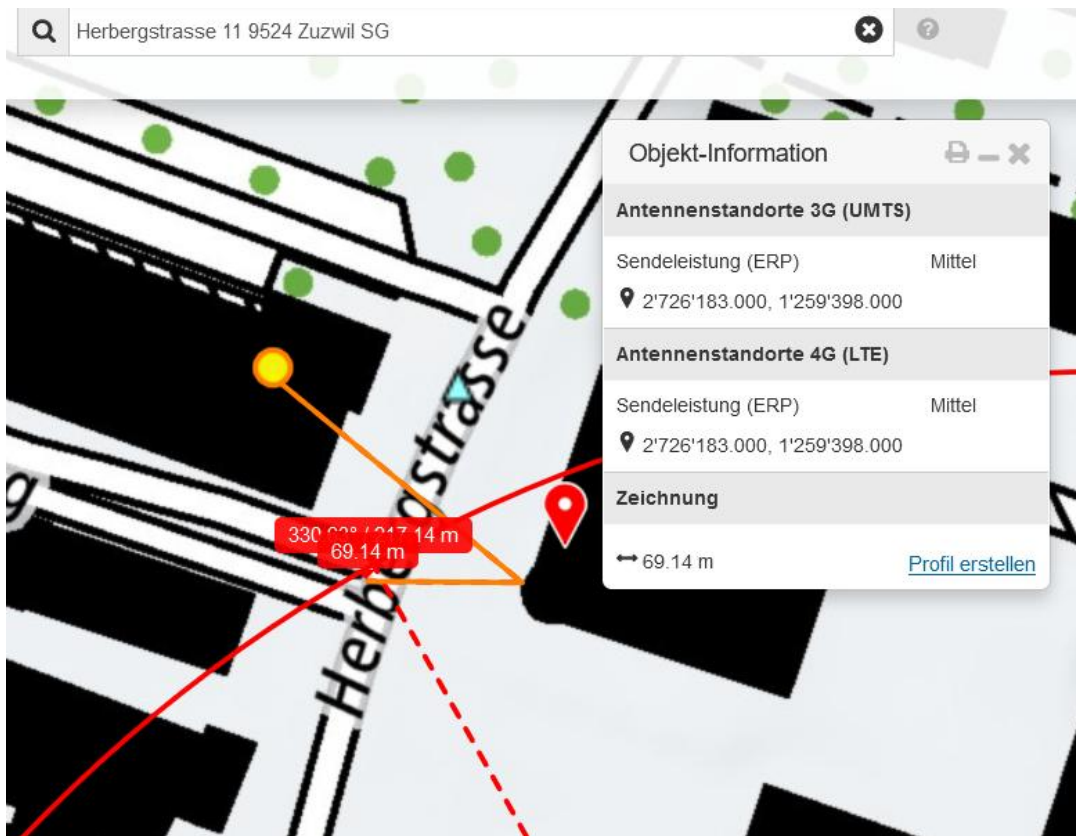 Herbergstrasse 11 9524 Zuzwil SG
?
Objekt-Information
Antennenstandorte 3G (UMTS)
Sendeleistung (ERP) Mittel
2'726'183.000, 1'259'398.000
Antennenstandorte 4G (LTE)
Sendeleistung (ERP) Mittel
2'726'183.000, 1'259'398.000
Zeichnung
69.14 m
Profil erstellen
Herbergstrasse
g
69.14 m